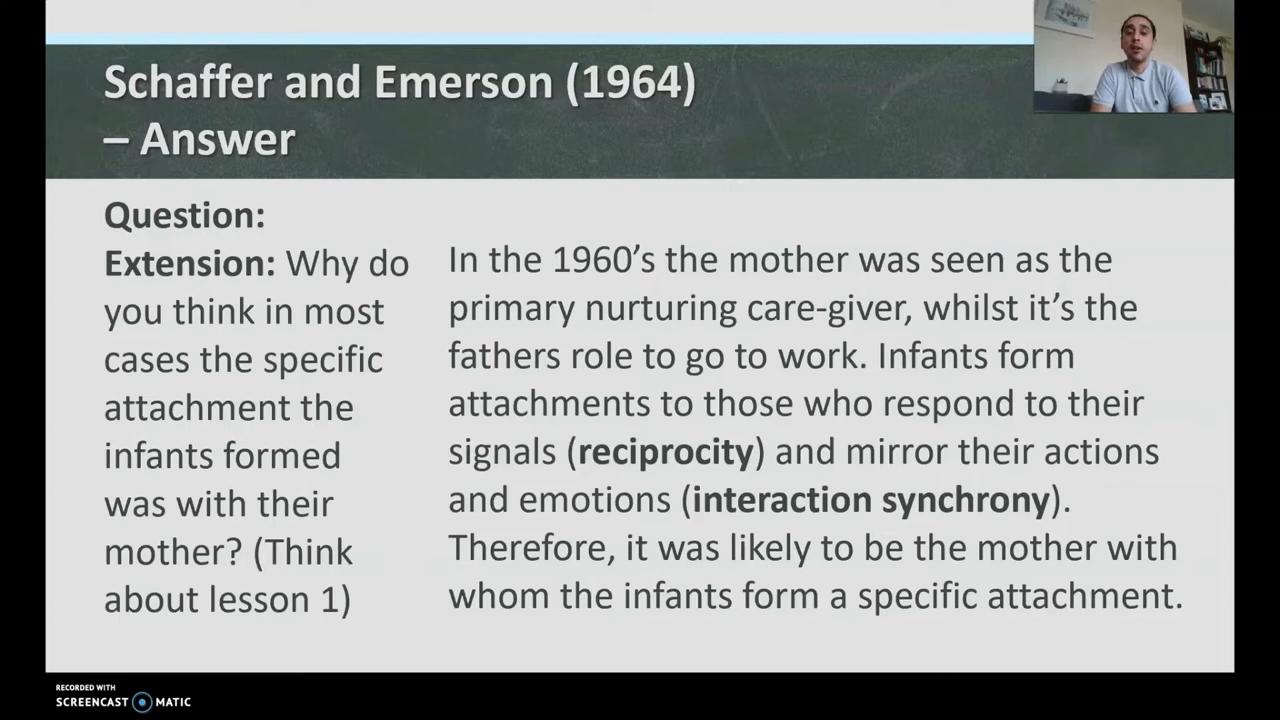 Schaffer and Emerson (1964)
– Answer
Question:
Extension: Why do
you think in most
cases the specific
attachment the
infants formed
was with their
mother? (Think
about lesson 1)
In the 1960’s the mother was seen as the
primary nurturing care-giver, whilst it’s the
fathers role to go to work. Infants form
attachments to those who respond to their
signals (reciprocity) and mirror their actions
and emotions (interaction synchrony).
Therefore, it was likely to be the mother with
whom the infants form a specific attachment.
RECORDED WITH
SCREENCAST MATIC